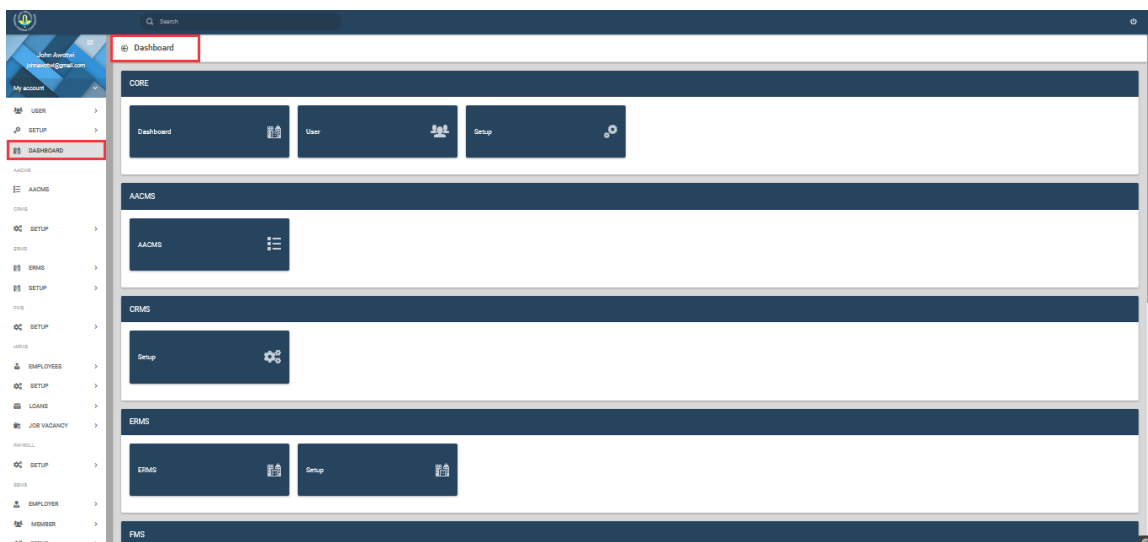 Search
John Awotwi
johnawotwi@gmail.com
My account
USER
SETUP
DASHBOARD
AACMS
AACMS
CRMS
SETUP
ERMS
ERMS
SETUP
FMS
SETUP
HRMS
EMPLOYEES
SETUP
LOANS
JOB VACANCY
PAYROLL
SETUP
EMPLOYER
MEMBER
Dashboard
CORE
Dashboard
User
Setup
AACMS
AACMS
CRMS
Setup
ERMS
ERMS
Setup
FMS